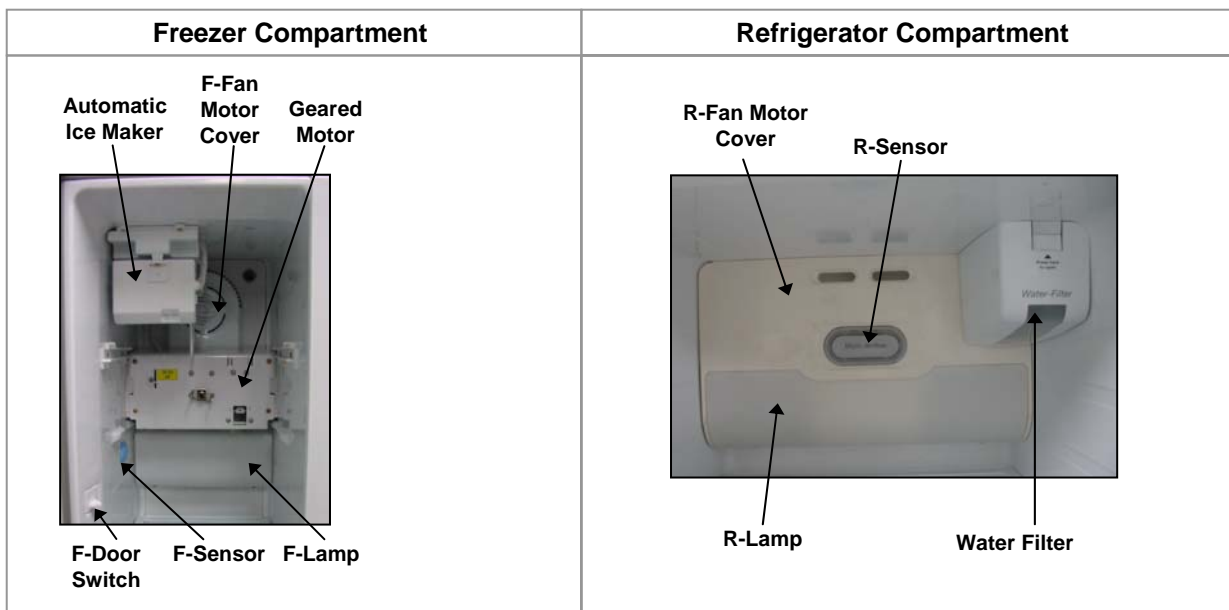 Freezer Compartment
Refrigerator Compartment
Automatic
Ice Maker
F-Fan
Motor
Cover
Geared
Motor
F-Door
Switch
F-Sensor
F-Lamp
R-Fan Motor
Cover
R-Sensor
Water-Filter
R-Lamp
Water Filter